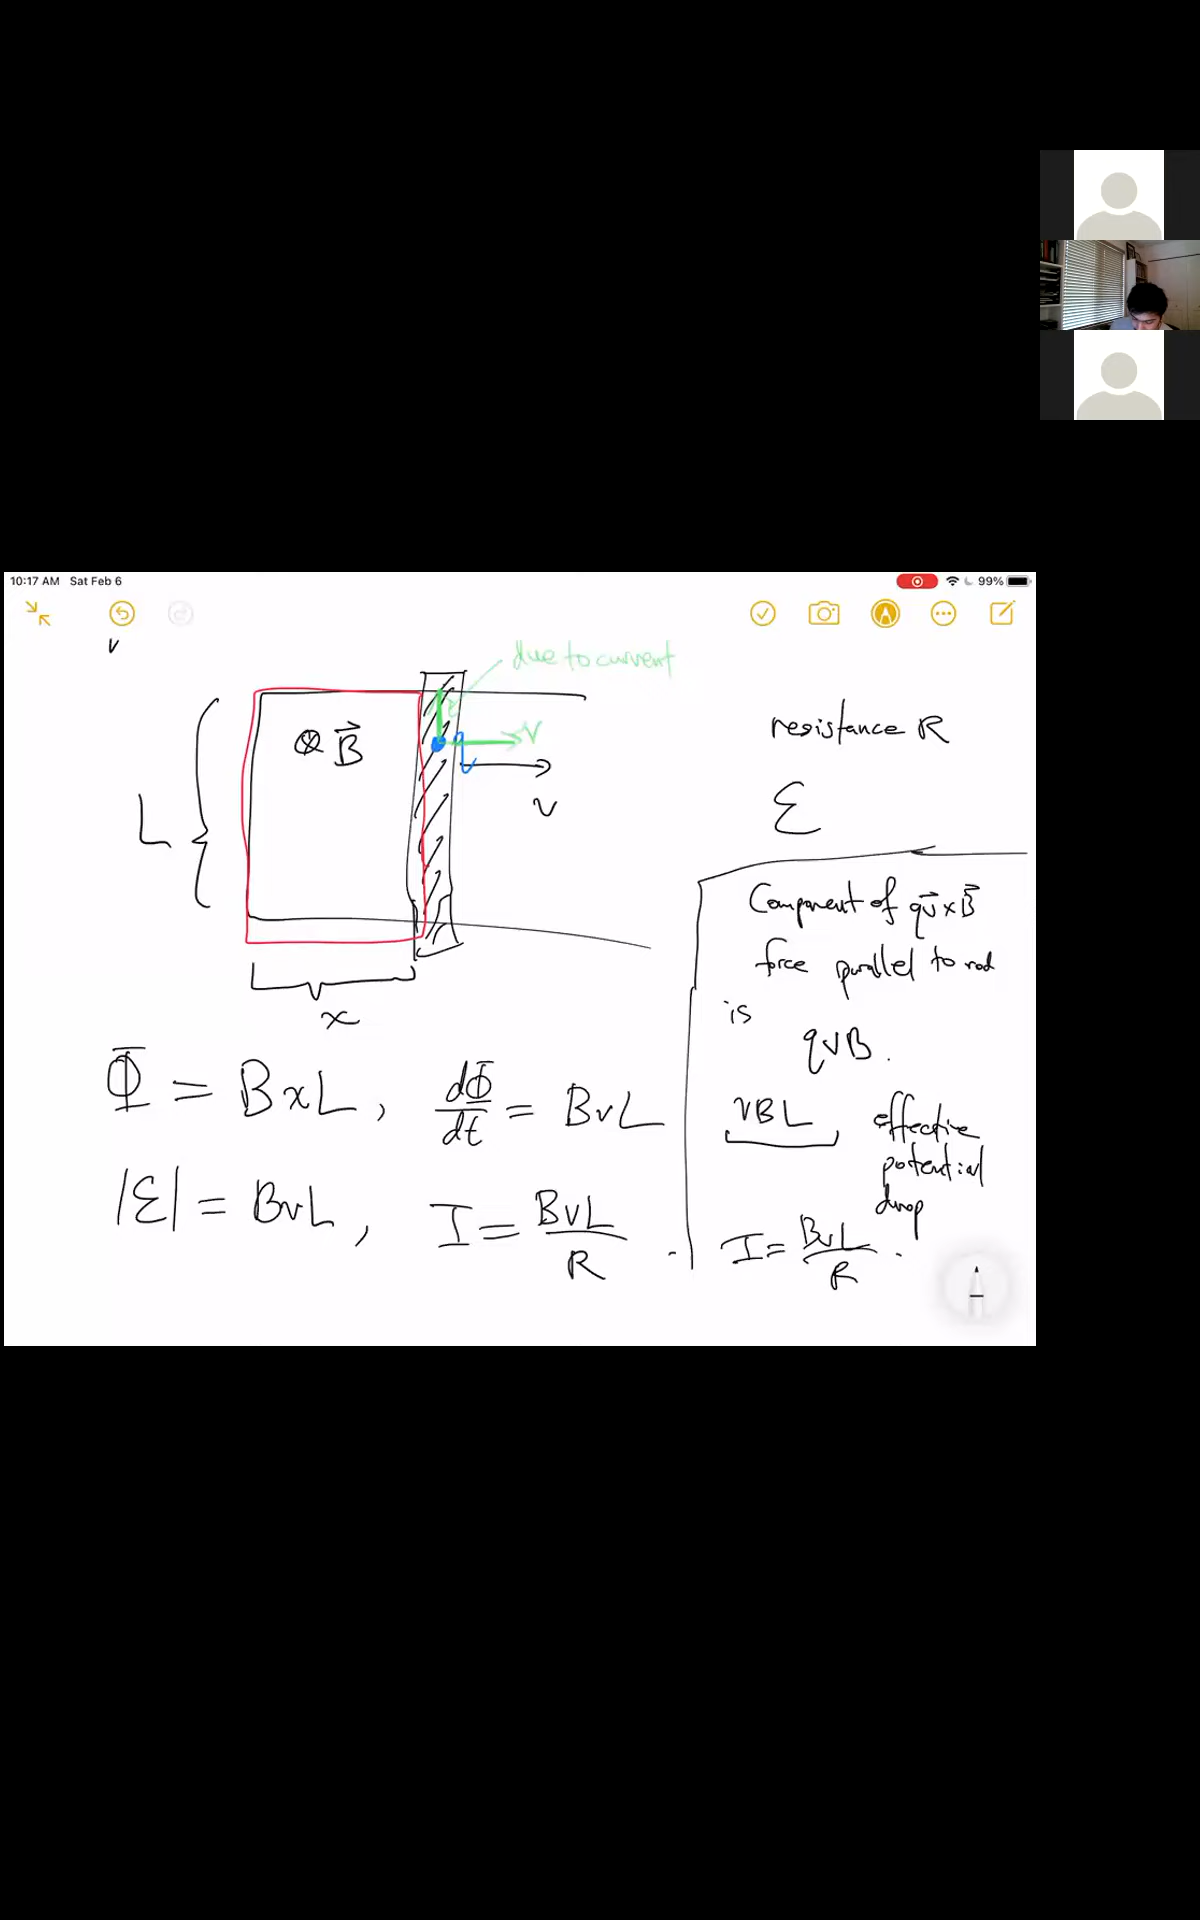 10:17 AM Sat Feb 6
99%
due to current
⊗ B⃗
v
v
L
x
q
resistance R
ℰ
Component of qv⃗×B⃗
force parallel to rod
is
qvB.
vBL effective
potential
drop
I = BvL/R .
Φ = BxL, dΦ/dt = BvL
|ℰ| = BvL, I = BvL/R .